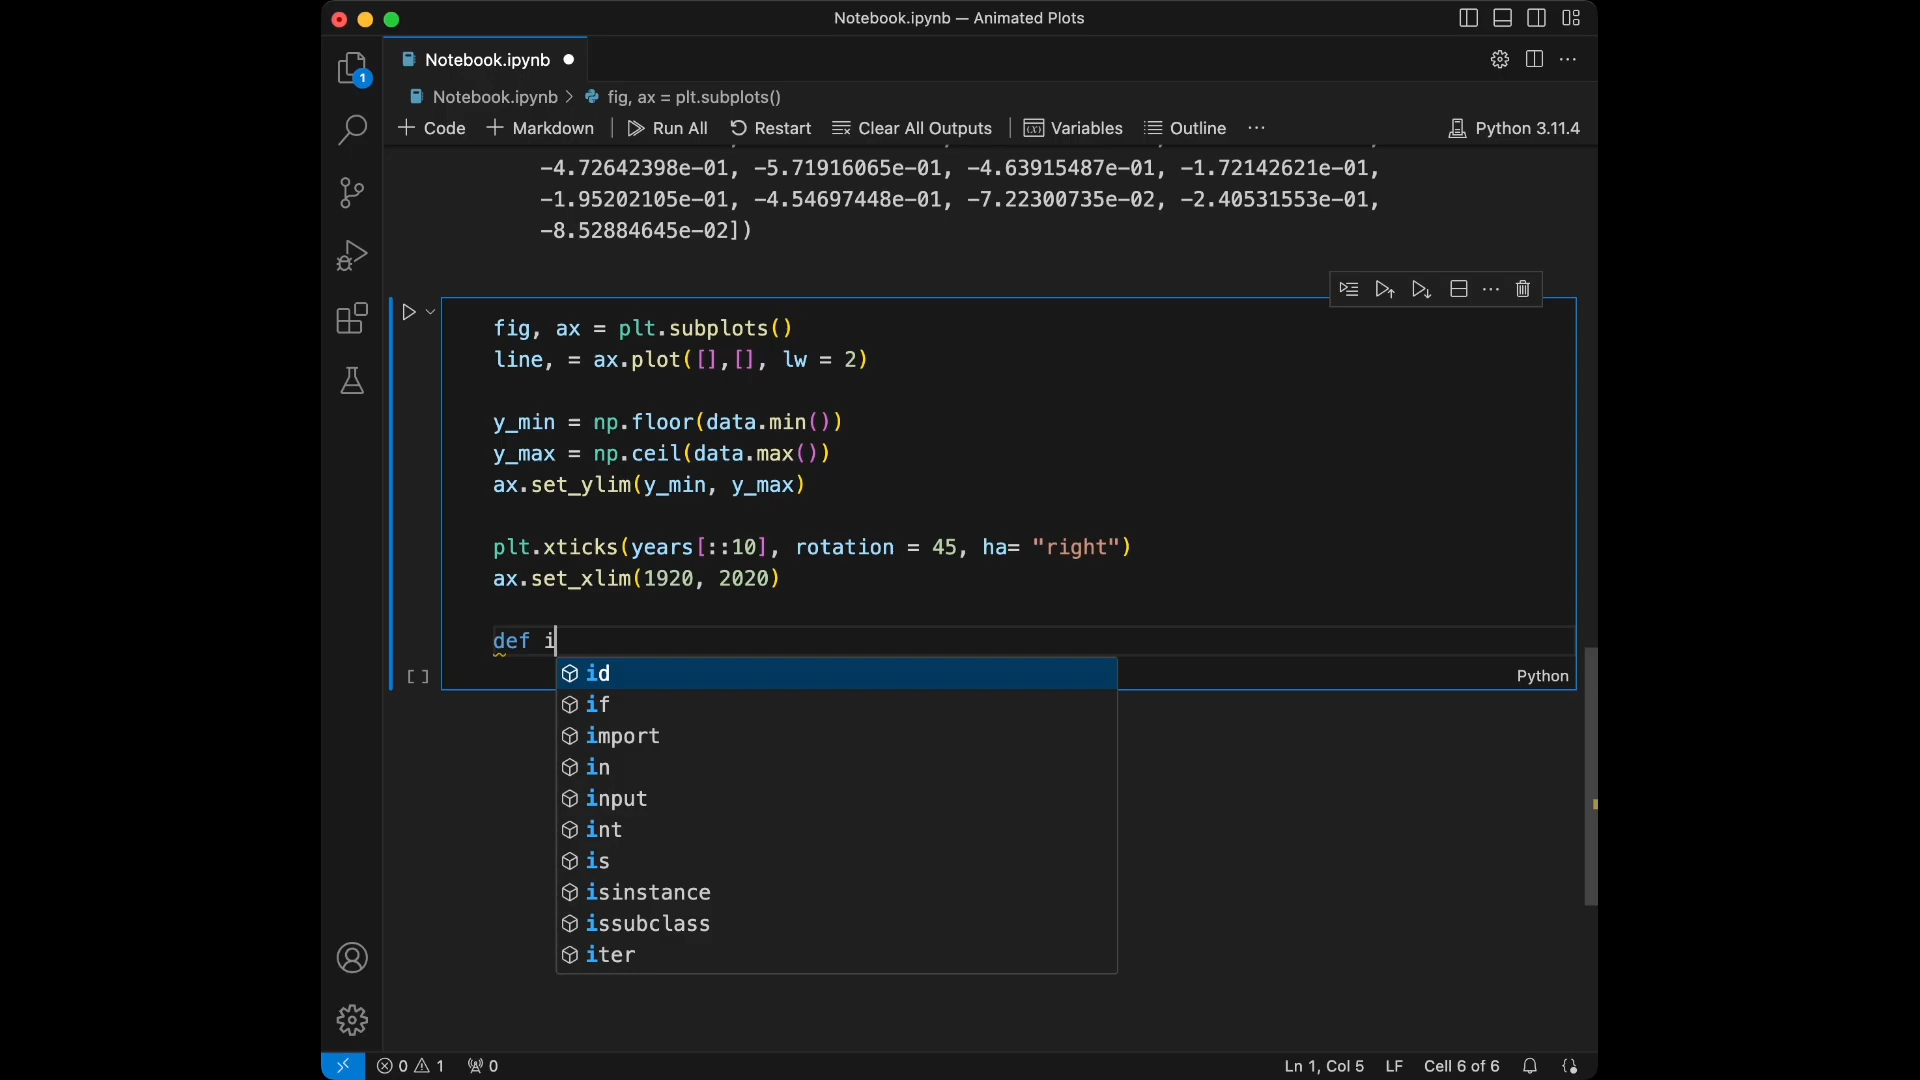 Notebook.ipynb — Animated Plots
Notebook.ipynb
1
Notebook.ipynb > fig, ax = plt.subplots()
Code Markdown Run All Restart Clear All Outputs Variables Outline ... Python 3.11.4
-4.72642398e-01, -5.71916065e-01, -4.63915487e-01, -1.72142621e-01,
-1.95202105e-01, -4.54697448e-01, -7.22300735e-02, -2.40531553e-01,
-8.52884645e-02])
fig, ax = plt.subplots()
line, = ax.plot([],[], lw = 2)
y_min = np.floor(data.min())
y_max = np.ceil(data.max())
ax.set_ylim(y_min, y_max)
plt.xticks(years[::10], rotation = 45, ha= "right")
ax.set_xlim(1920, 2020)
def i
[ ] Python
id
if
import
in
input
int
is
isinstance
issubclass
iter
0 1 0 Ln 1, Col 5 LF Cell 6 of 6